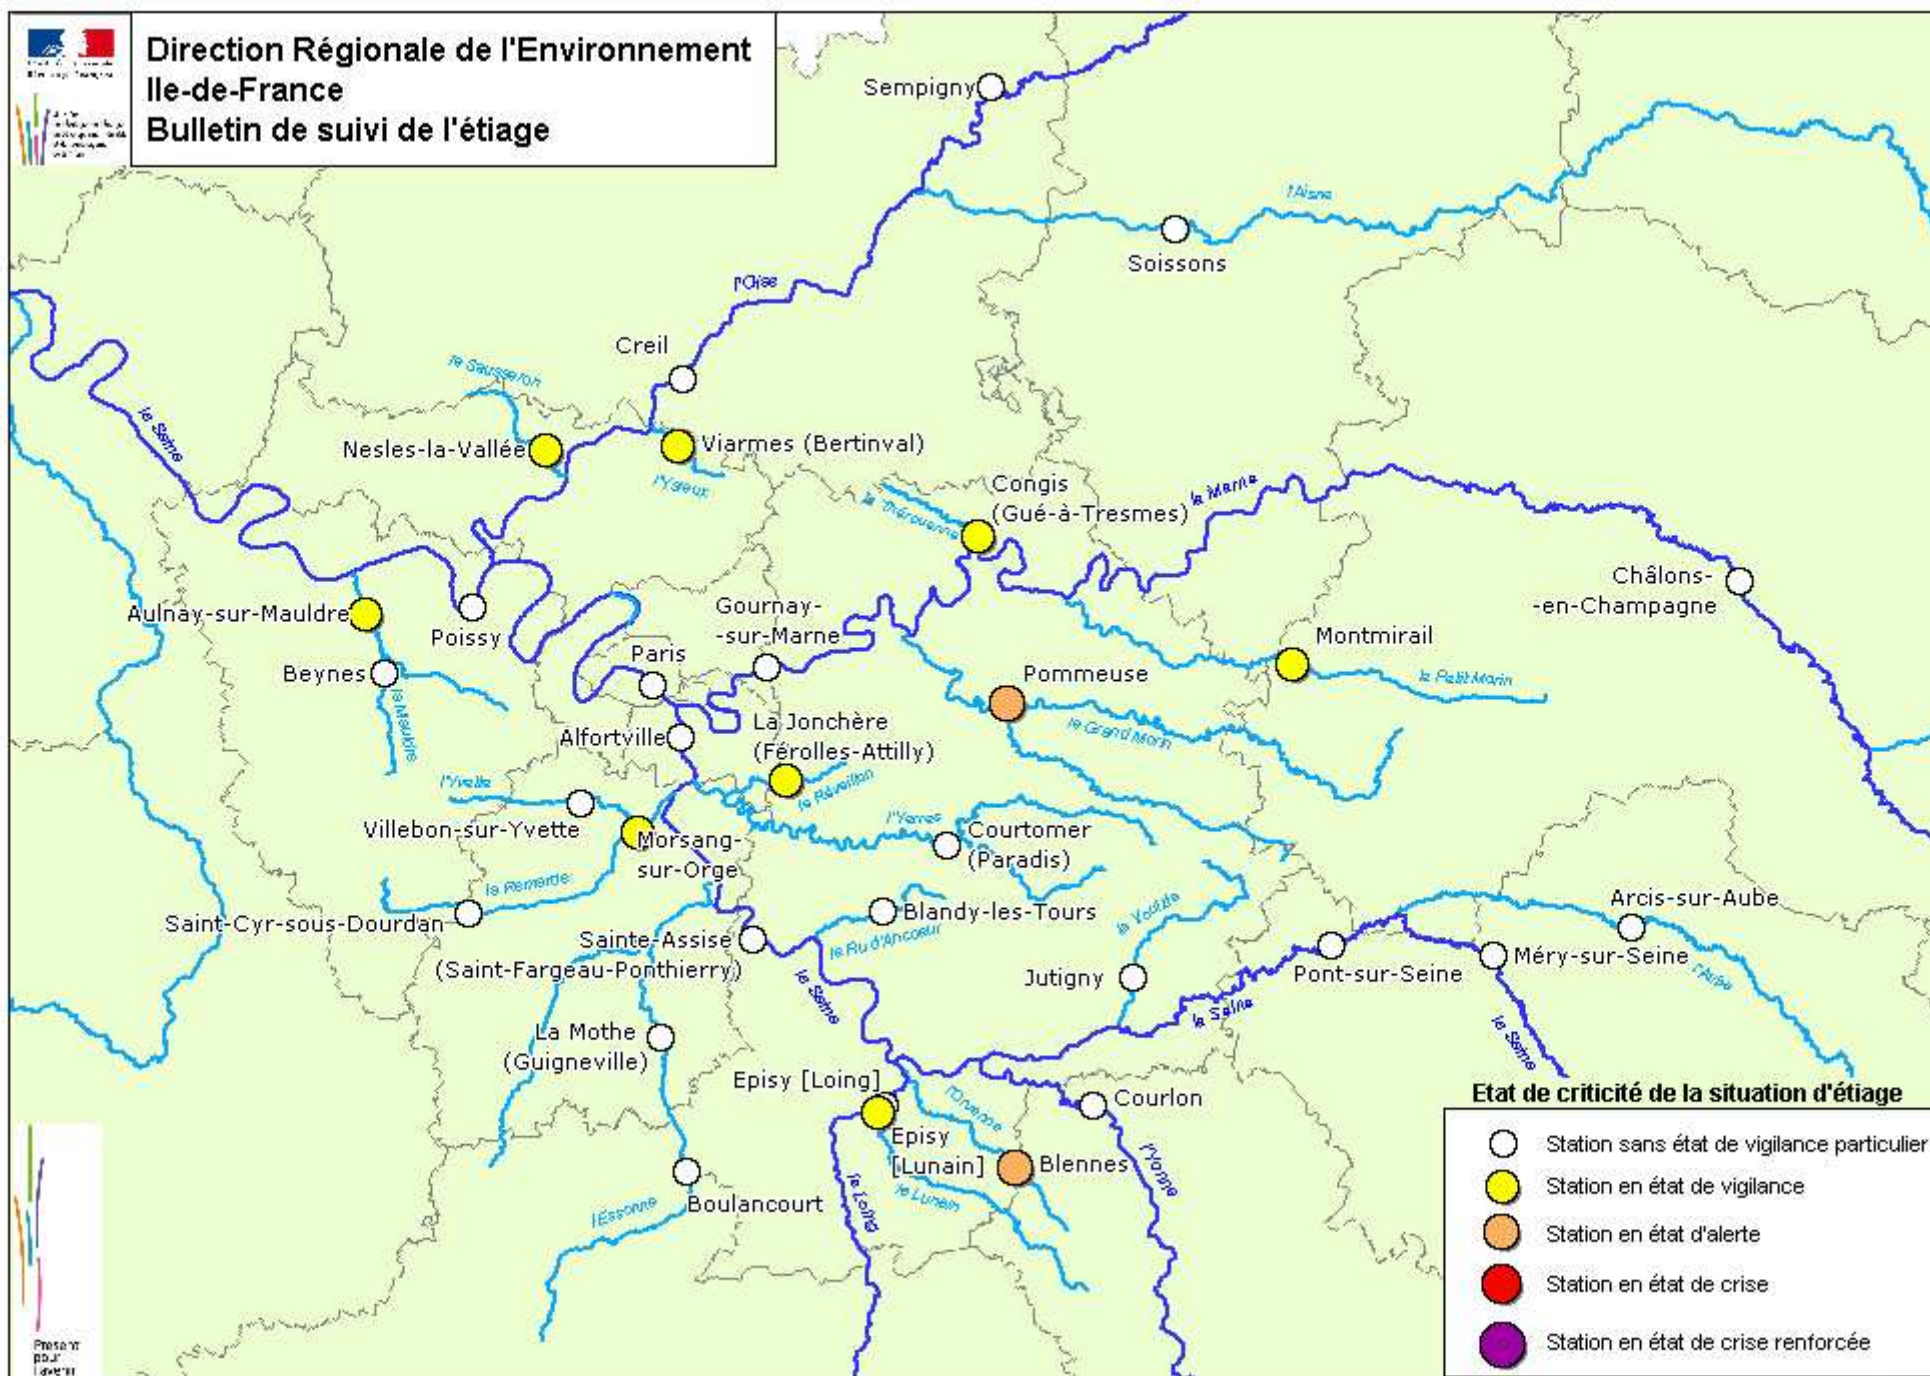 Direction Régionale de l'Environnement
Ile-de-France
Bulletin de suivi de l'étiage
Sempigny
l'Aisne
Soissons
l'Oise
Creil
le Sausseron
la Seine
Nesles-la-Vallée
Viarmes (Bertinval)
l'Ysieux
Congis
(Gué-à-Tresmes)
la Thérouanne
la Marne
Châlons-
-en-Champagne
Aulnay-sur-Mauldre
Poissy
Gournay-
-sur-Marne
Montmirail
Beynes
Paris
Pommeuse
le Petit Morin
la Mauldre
La Jonchère
(Férolles-Attilly)
le Grand Morin
Alfortville
le Réveillon
l'Yvette
Villebon-sur-Yvette
l'Yerres
Courtomer
(Paradis)
Morsang-
sur-Orge
la Rémarde
Saint-Cyr-sous-Dourdan
Blandy-les-Tours
la Voulzie
Arcis-sur-Aube
Sainte-Assise
(Saint-Fargeau-Ponthierry)
le Ru d'Ancoeur
Jutigny
Pont-sur-Seine
Méry-sur-Seine
l'Aube
la Seine
la Seine
la Seine
La Mothe
(Guigneville)
Episy [Loing]
l'Orvanne
Courlon
Episy
[Lunain]
Blennes
l'Yonne
le Loing
le Lunain
Boulancourt
l'Essonne
Etat de criticité de la situation d'étiage
Station sans état de vigilance particulier
Station en état de vigilance
Station en état d'alerte
Station en état de crise
Station en état de crise renforcée
Présent
pour
l'avenir